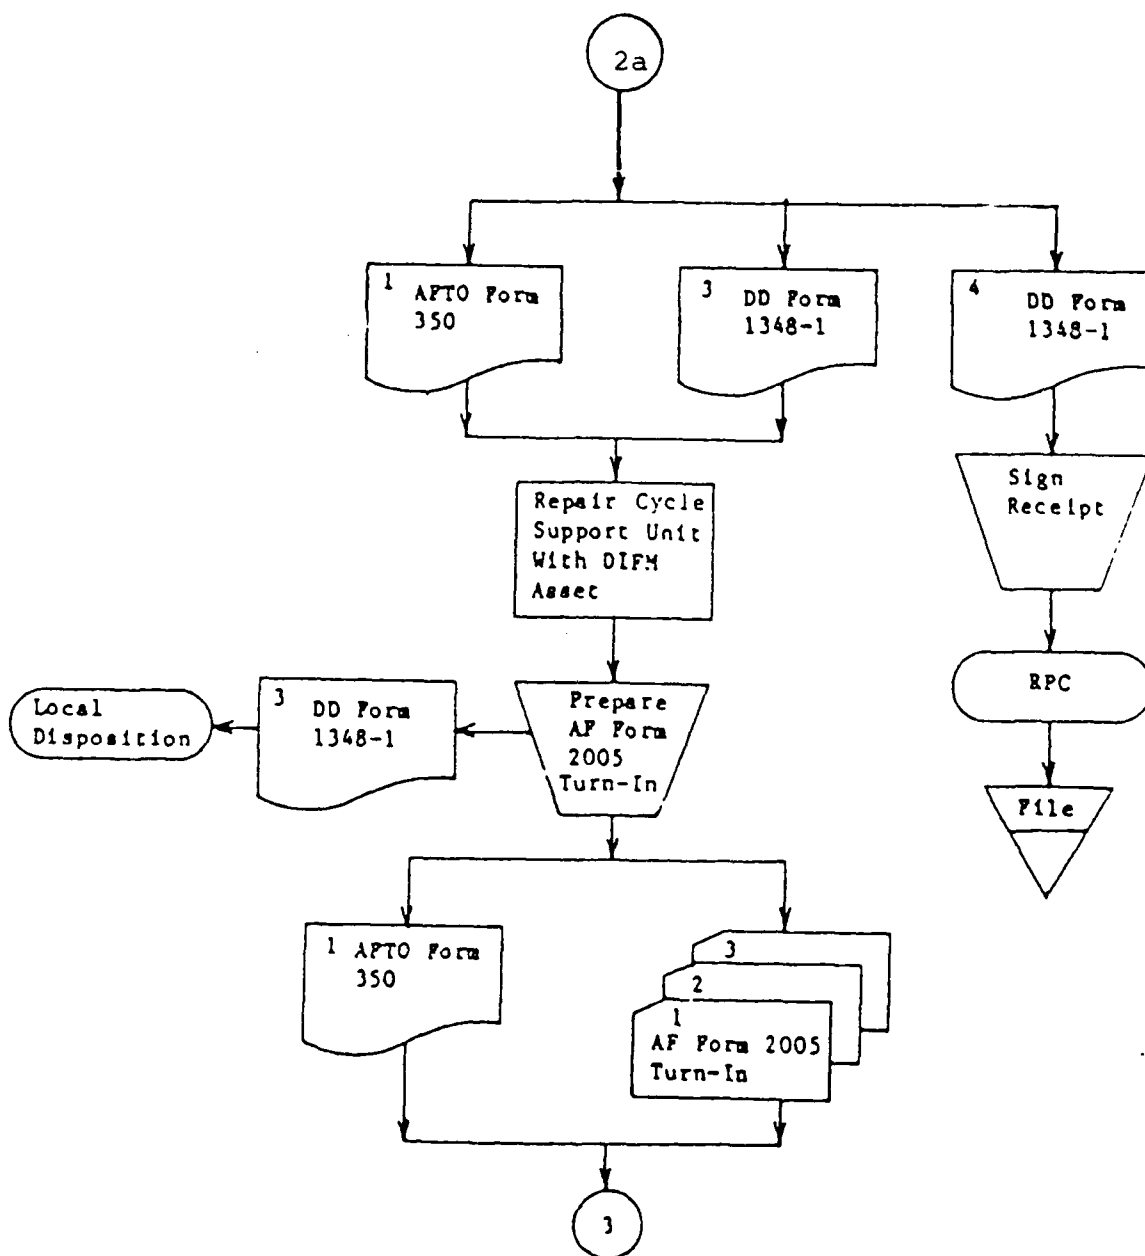 2a
1
AFTO Form
350
3
DD Form
1348-1
4
DD Form
1348-1
Repair Cycle
Support Unit
With DIFM
Asset
Sign
Receipt
RPC
File
Prepare
AF Form
2005
Turn-In
3
DD Form
1348-1
Local
Disposition
1 AFTO Form
350
3
2
1
AF Form 2005
Turn-In
3